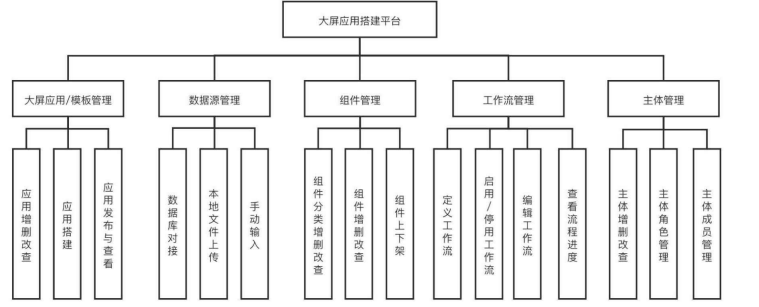 大屏应用搭建平台
大屏应用/模板管理
数据源管理
组件管理
工作流管理
主体管理
应用增删改查
应用搭建
应用发布与查看
数据库对接
本地文件上传
手动输入
组件分类增删改查
组件增删改查
组件上下架
定义工作流
启用/停用工作流
编辑工作流
查看流程进度
主体增删改查
主体角色管理
主体成员管理